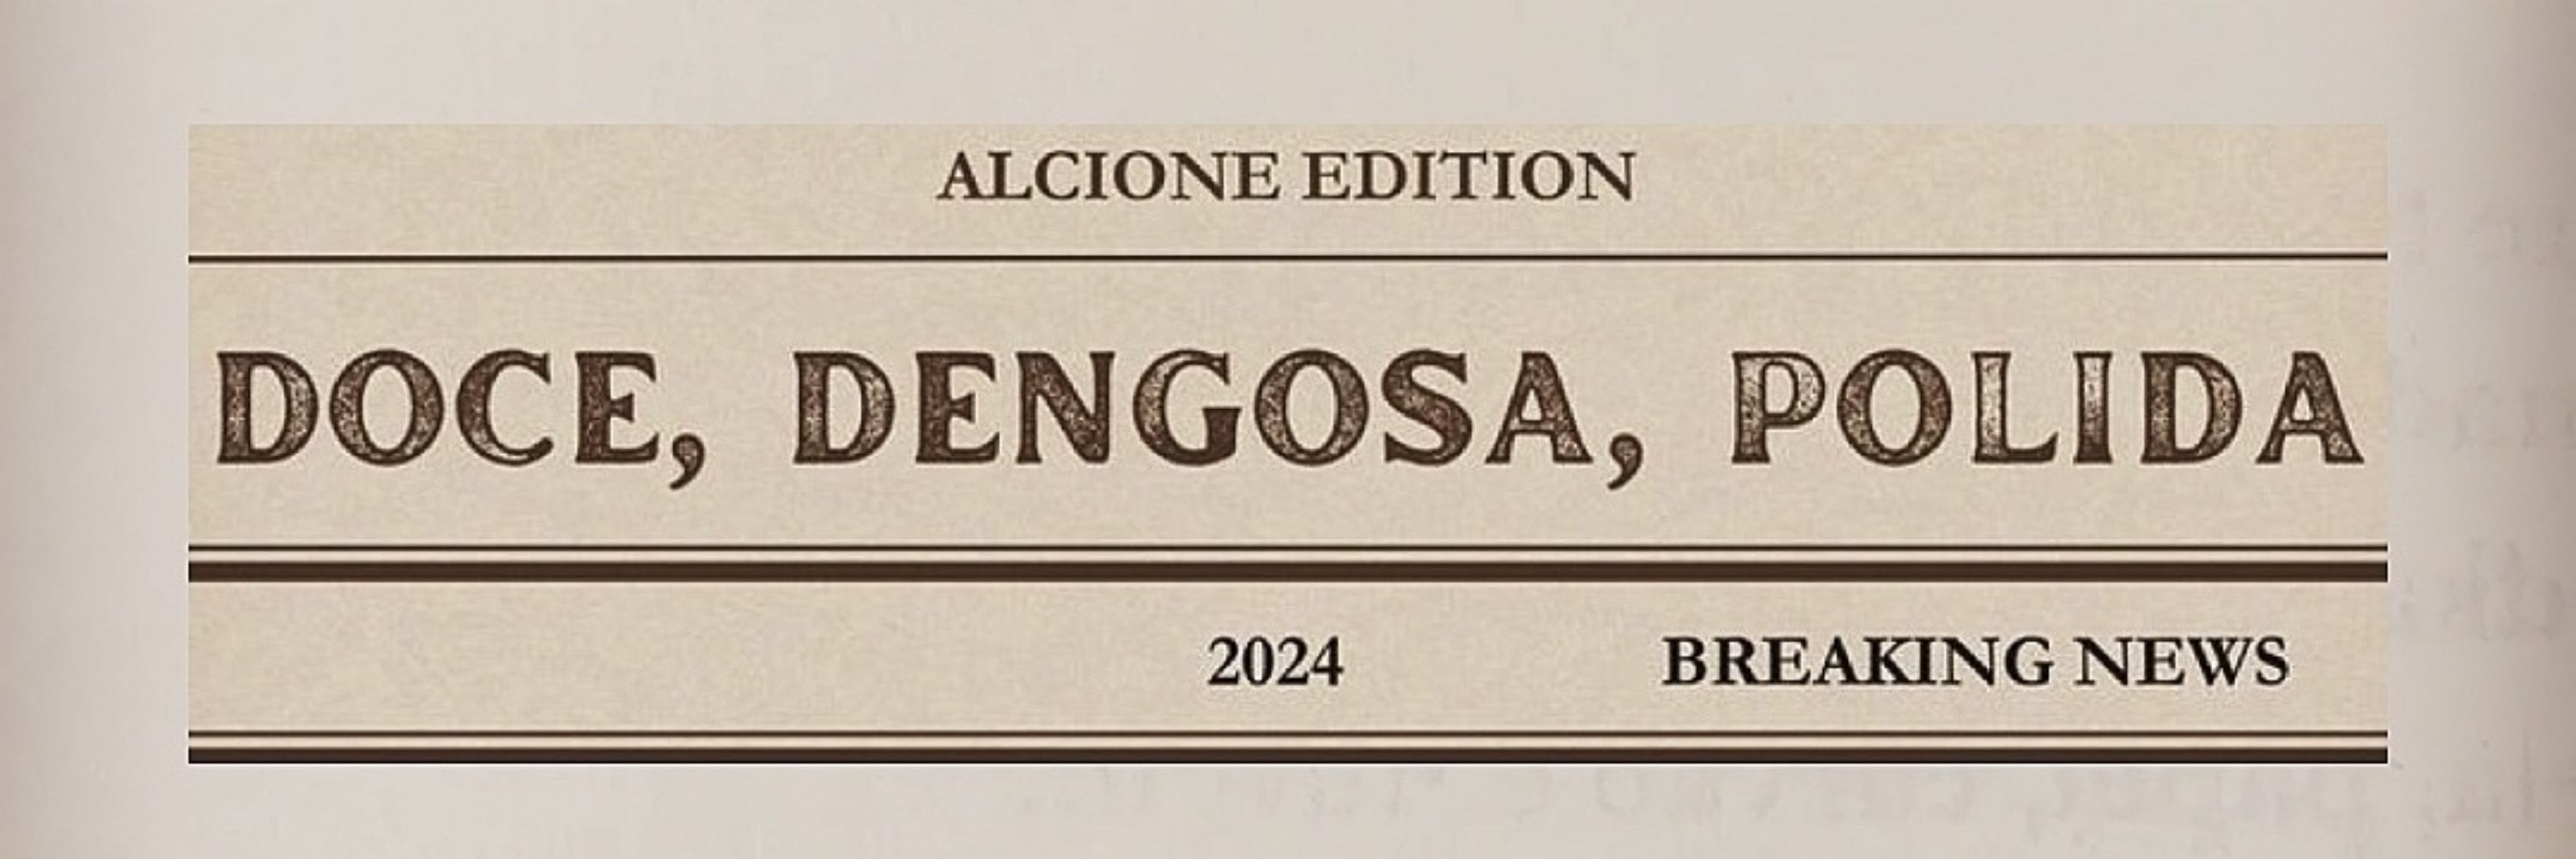 ALCIONE EDITION
DOCE, DENGOSA, POLIDA
2024 BREAKING NEWS